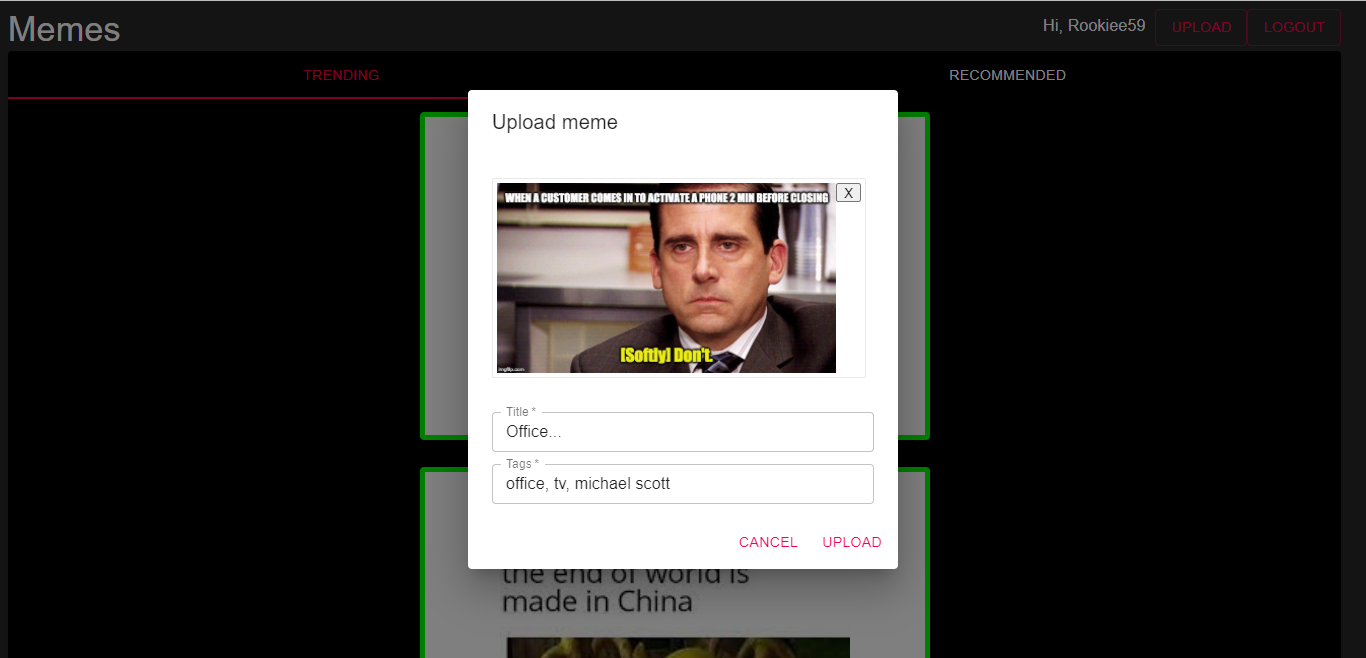 Memes
Hi, Rookiee59
UPLOAD
LOGOUT
TRENDING
RECOMMENDED
Upload meme
WHEN A CUSTOMER COMES IN TO ACTIVATE A PHONE 2 MIN BEFORE CLOSING
X
[Softly] Don't.
imgflip.com
Title *
Office...
Tags *
office, tv, michael scott
CANCEL
UPLOAD
the end of world is
made in China